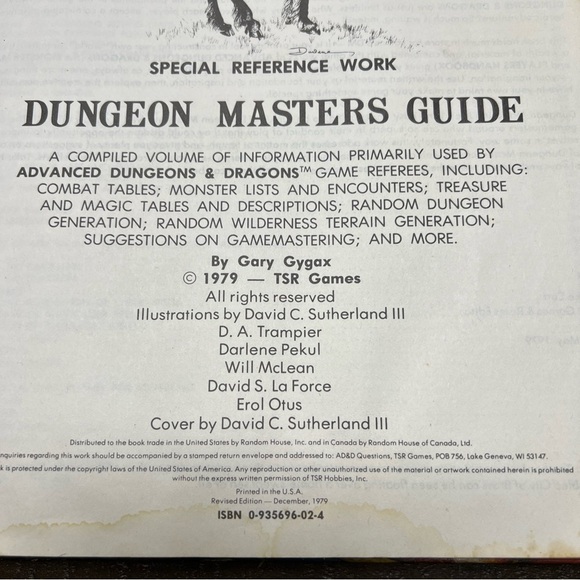 Darlene
SPECIAL REFERENCE WORK
DUNGEON MASTERS GUIDE
A COMPILED VOLUME OF INFORMATION PRIMARILY USED BY
ADVANCED DUNGEONS & DRAGONS™ GAME REFEREES, INCLUDING:
COMBAT TABLES; MONSTER LISTS AND ENCOUNTERS; TREASURE
AND MAGIC TABLES AND DESCRIPTIONS; RANDOM DUNGEON
GENERATION; RANDOM WILDERNESS TERRAIN GENERATION;
SUGGESTIONS ON GAMEMASTERING; AND MORE.
By Gary Gygax
© 1979 — TSR Games
All rights reserved
Illustrations by David C. Sutherland III
D. A. Trampier
Darlene Pekul
Will McLean
David S. La Force
Erol Otus
Cover by David C. Sutherland III
Distributed to the book trade in the United States by Random House, Inc. and in Canada by Random House of Canada, Ltd.
nquiries regarding this work should be accompanied by a stamped return envelope and addressed to: AD&D Questions, TSR Games, POB 756, Lake Geneva, WI 53147.
k is protected under the copyright laws of the United States of America. Any reproduction or other unauthorized use of the material or artwork contained herein is prohibited
without the express written permission of TSR Hobbies, Inc.
Printed in the U.S.A.
Revised Edition — December, 1979
ISBN 0-935696-02-4